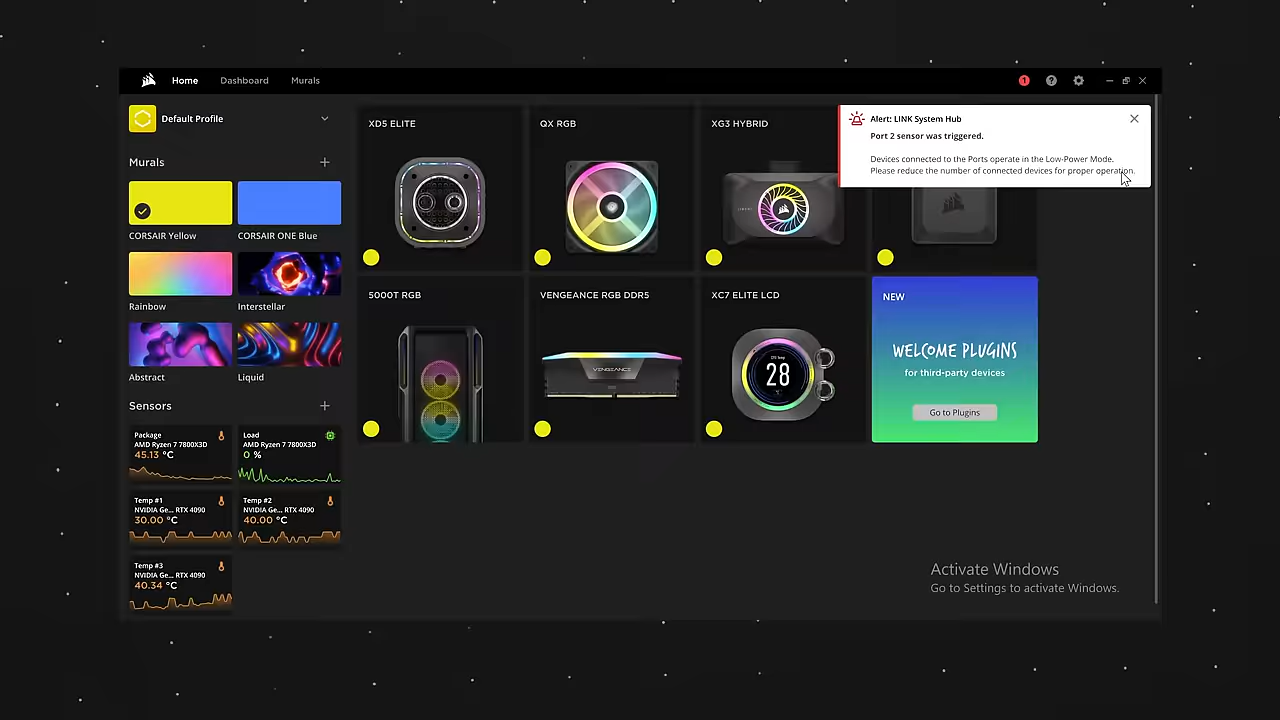 Home
Dashboard
Murals
1
Default Profile
Murals
CORSAIR Yellow
CORSAIR ONE Blue
Rainbow
Interstellar
Abstract
Liquid
Sensors
Package
AMD Ryzen 7 7800X3D
45.13 °C
Load
AMD Ryzen 7 7800X3D
0 %
Temp #1
NVIDIA Ge... RTX 4090
30.00 °C
Temp #2
NVIDIA Ge... RTX 4090
40.00 °C
Temp #3
NVIDIA Ge... RTX 4090
40.34 °C
XD5 ELITE
QX RGB
XG3 HYBRID
Alert: LINK System Hub
Port 2 sensor was triggered.
Devices connected to the Ports operate in the Low-Power Mode.
Please reduce the number of connected devices for proper operation.
5000T RGB
VENGEANCE RGB DDR5
VENGEANCE
XC7 ELITE LCD
28
NEW
WELCOME PLUGINS
for third-party devices
Go to Plugins
Activate Windows
Go to Settings to activate Windows.